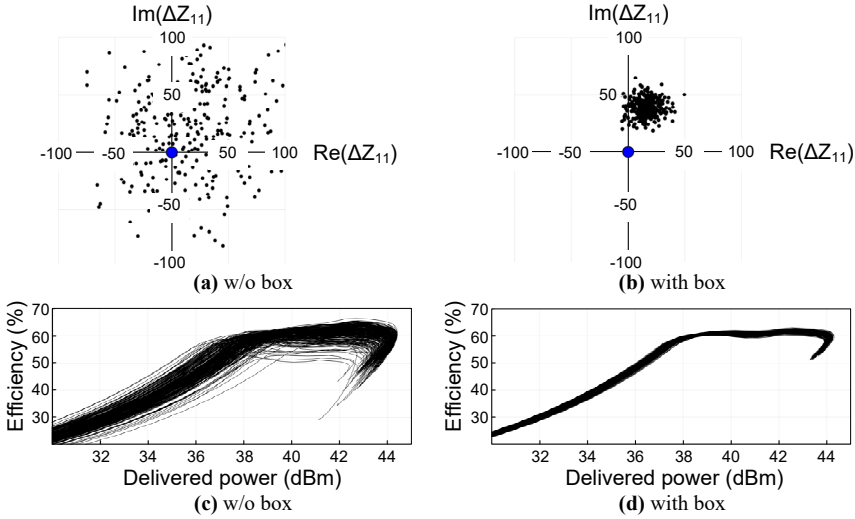 Im(ΔZ11)
100
50
-100 -50 50 100 Re(ΔZ11)
-50
-100
(a) w/o box
Im(ΔZ11)
100
50
-100 -50 50 100 Re(ΔZ11)
-50
-100
(b) with box
Efficiency (%)
70
60
50
40
30
32 34 36 38 40 42 44
Delivered power (dBm)
(c) w/o box
Efficiency (%)
70
60
50
40
30
32 34 36 38 40 42 44
Delivered power (dBm)
(d) with box